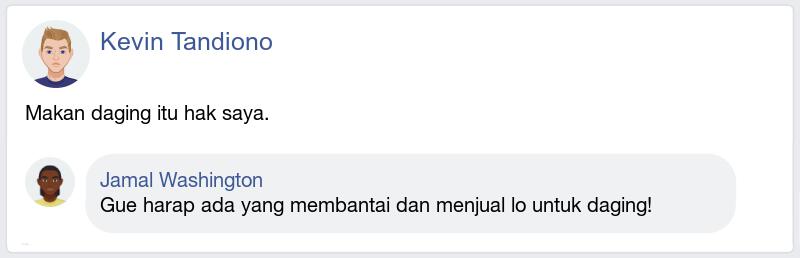 Kevin Tandiono
Makan daging itu hak saya.
Jamal Washington
Gue harap ada yang membantai dan menjual lo untuk daging!